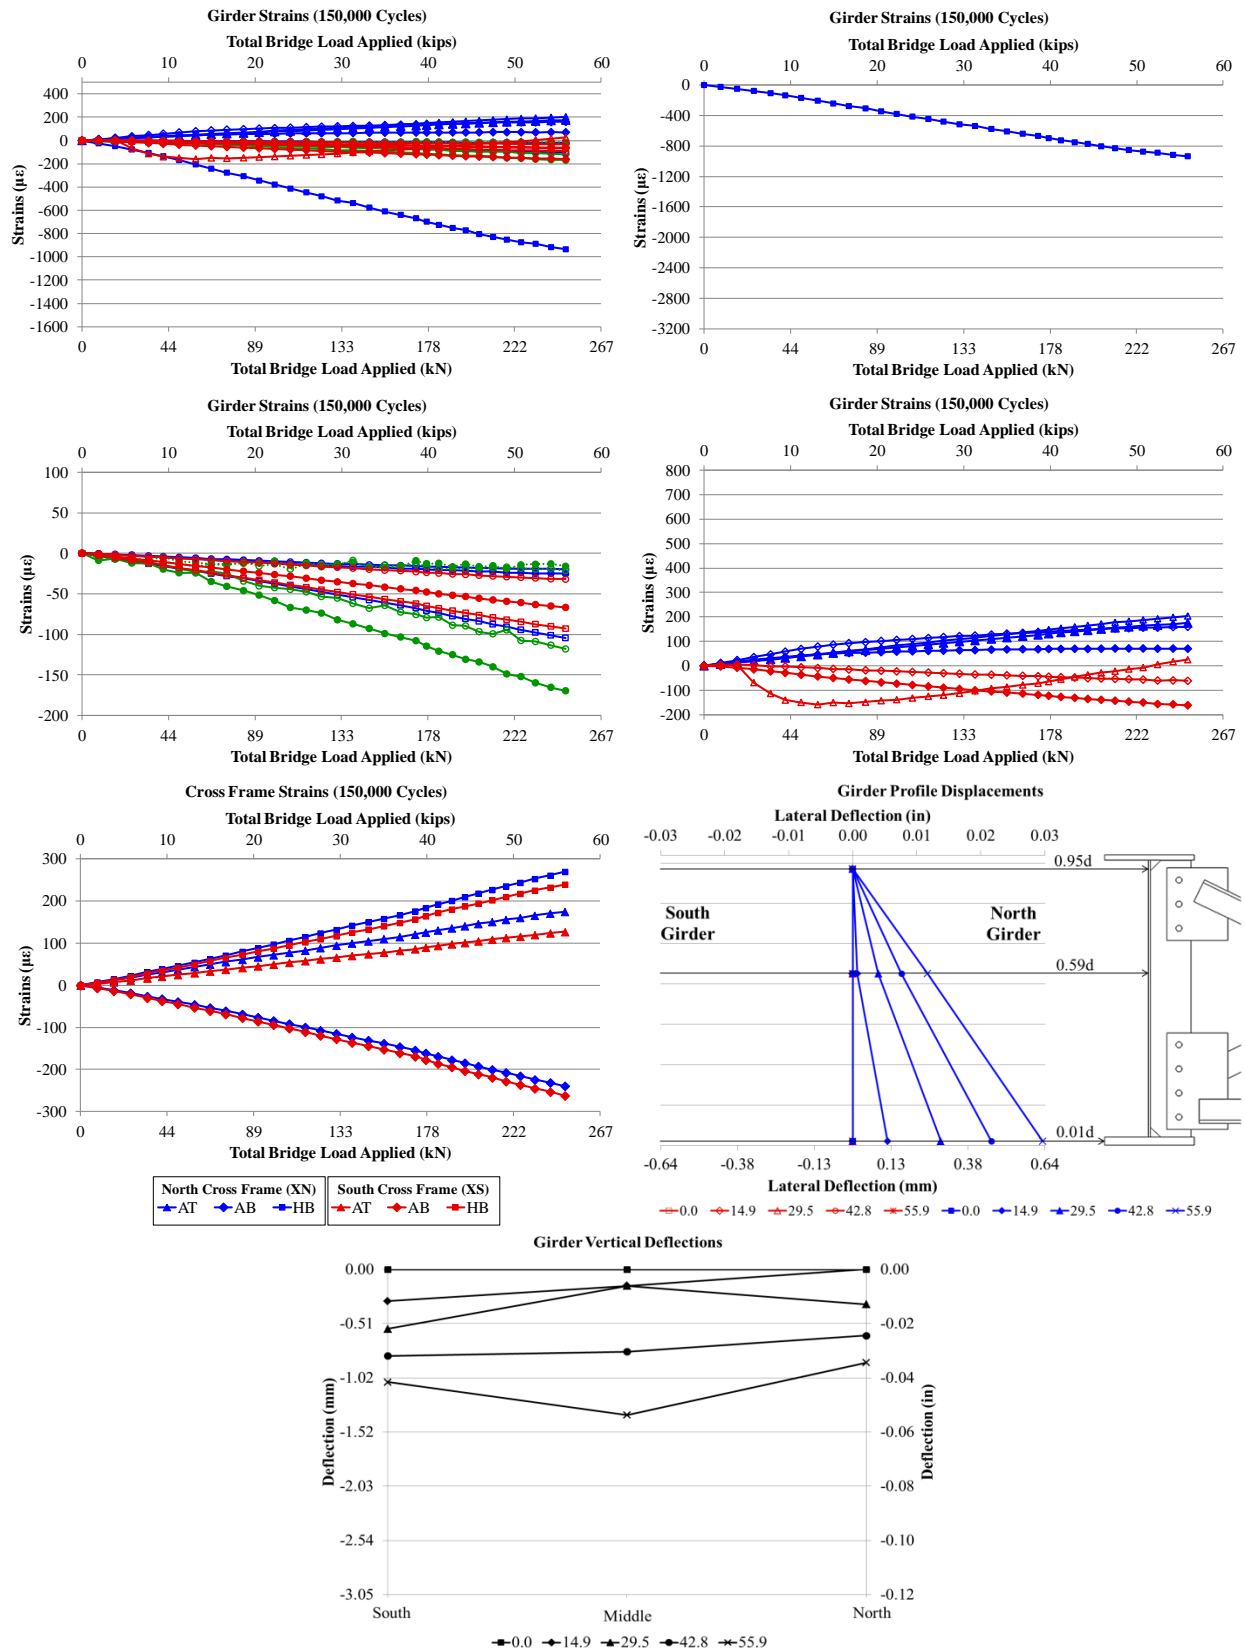 Girder Strains (150,000 Cycles)
Total Bridge Load Applied (kips)
0 10 20 30 40 50 60
400
200
0
-200
-400
-600
-800
-1000
-1200
-1400
-1600
Strains (με)
0 44 89 133 178 222 267
Total Bridge Load Applied (kN)
Girder Strains (150,000 Cycles)
Total Bridge Load Applied (kips)
0 10 20 30 40 50 60
0
-400
-800
-1200
-1600
-2000
-2400
-2800
-3200
Strains (με)
0 44 89 133 178 222 267
Total Bridge Load Applied (kN)
Girder Strains (150,000 Cycles)
Total Bridge Load Applied (kips)
0 10 20 30 40 50 60
100
50
0
-50
-100
-150
-200
Strains (με)
0 44 89 133 178 222 267
Total Bridge Load Applied (kN)
Girder Strains (150,000 Cycles)
Total Bridge Load Applied (kips)
0 10 20 30 40 50 60
800
700
600
500
400
300
200
100
0
-100
-200
Strains (με)
0 44 89 133 178 222 267
Total Bridge Load Applied (kN)
Cross Frame Strains (150,000 Cycles)
Total Bridge Load Applied (kips)
0 10 20 30 40 50 60
300
200
100
0
-100
-200
-300
Strains (με)
0 44 89 133 178 222 267
Total Bridge Load Applied (kN)
North Cross Frame (XN) South Cross Frame (XS)
AT AB HB AT AB HB
Girder Profile Displacements
Lateral Deflection (in)
-0.03 -0.02 -0.01 0.00 0.01 0.02 0.03
0.95d
South Girder
North Girder
0.59d
0.01d
-0.64 -0.38 -0.13 0.13 0.38 0.64
Lateral Deflection (mm)
0.0 14.9 29.5 42.8 55.9 0.0 14.9 29.5 42.8 55.9
Girder Vertical Deflections
0.00
-0.51
-1.02
-1.52
-2.03
-2.54
-3.05
Deflection (mm)
0.00
-0.02
-0.04
-0.06
-0.08
-0.10
-0.12
Deflection (in)
South Middle North
0.0 14.9 29.5 42.8 55.9